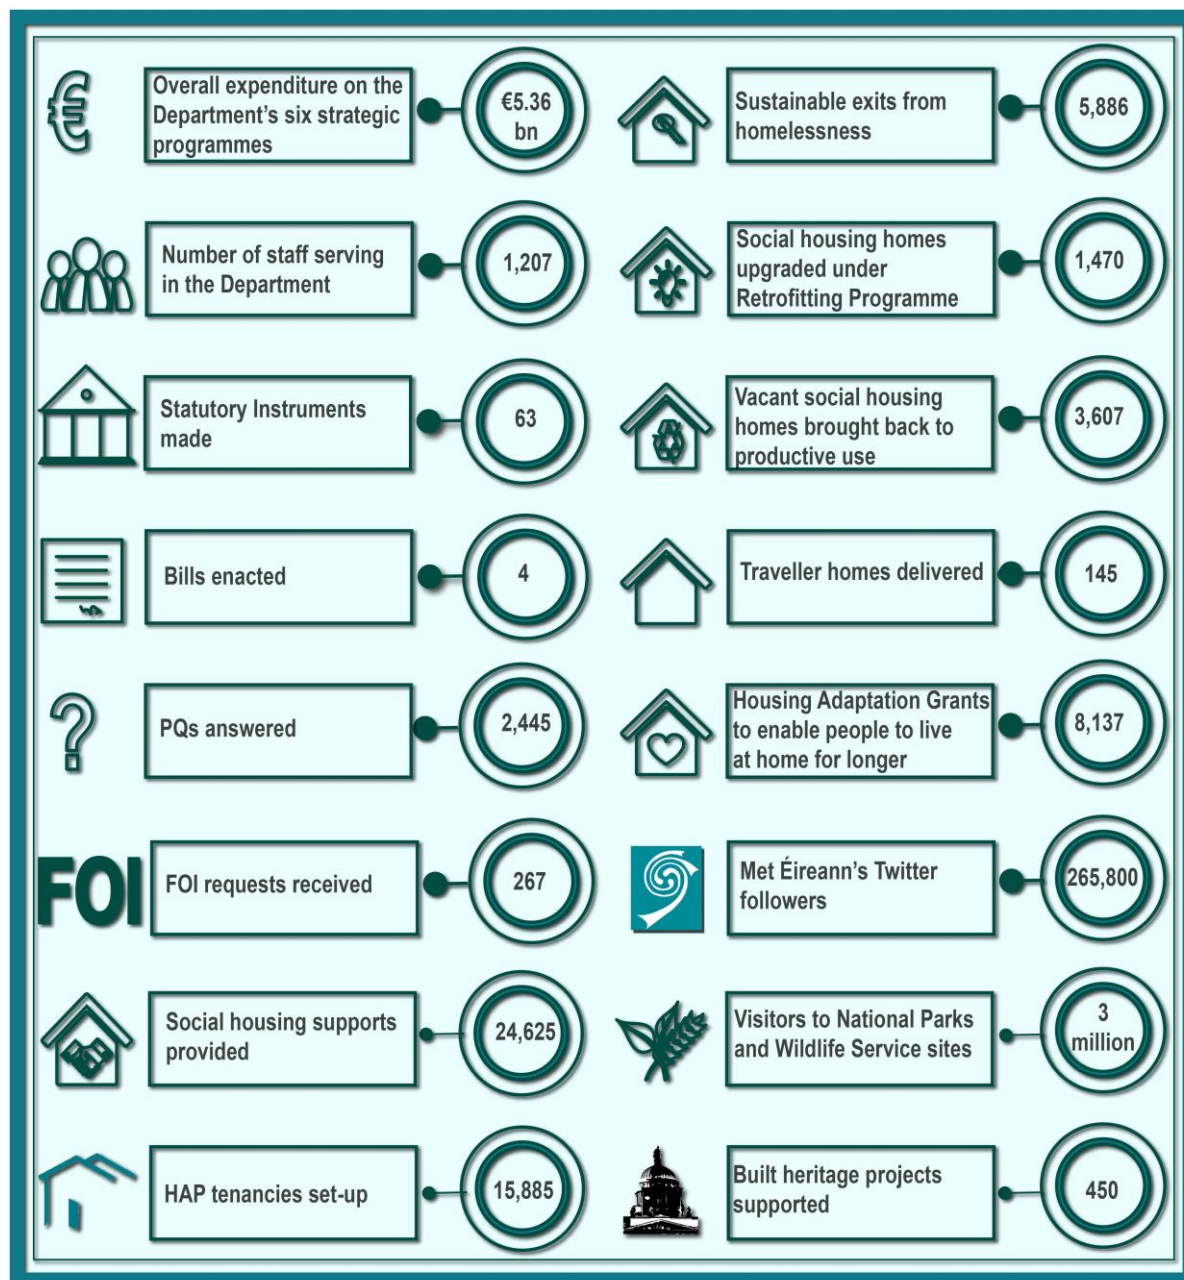 Overall expenditure on the
Department's six strategic
programmes
€5.36
bn
Number of staff serving
in the Department
1,207
Statutory Instruments
made
63
Bills enacted
4
PQs answered
2,445
FOI
FOI requests received
267
Social housing supports
provided
24,625
HAP tenancies set-up
15,885
Sustainable exits from
homelessness
5,886
Social housing homes
upgraded under
Retrofitting Programme
1,470
Vacant social housing
homes brought back to
productive use
3,607
Traveller homes delivered
145
Housing Adaptation Grants
to enable people to live
at home for longer
8,137
Met Éireann's Twitter
followers
265,800
Visitors to National Parks
and Wildlife Service sites
3
million
Built heritage projects
supported
450